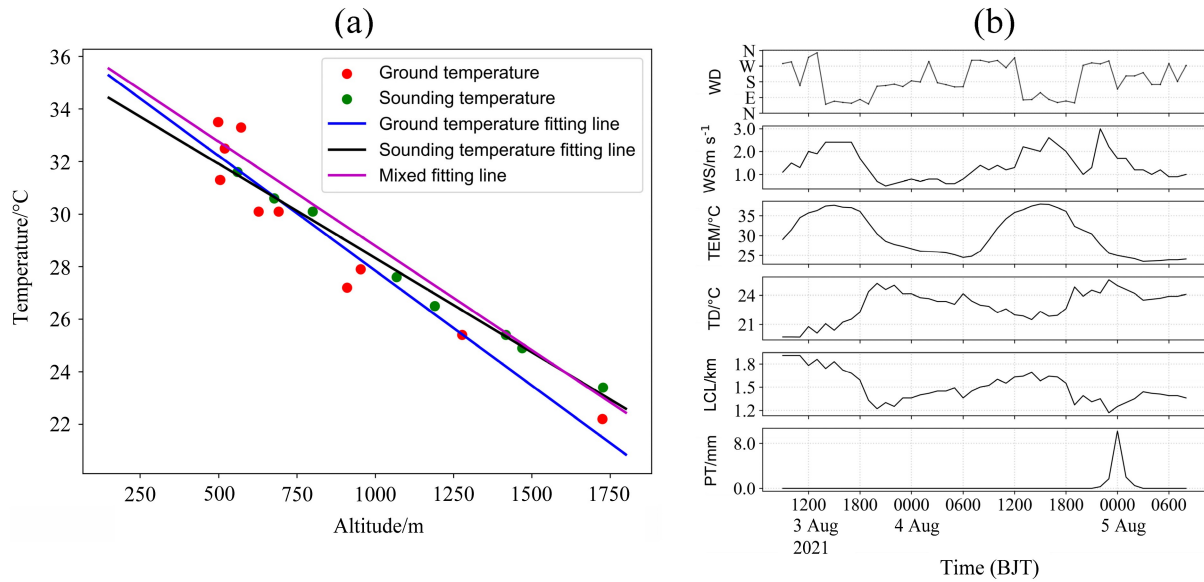 (a)
36
34
32
30
28
26
24
22
Temperature/°C
Ground temperature
Sounding temperature
Ground temperature fitting line
Sounding temperature fitting line
Mixed fitting line
250 500 750 1000 1250 1500 1750
Altitude/m
(b)
N
W
S
E
N
WD
3.0
2.0
1.0
WS/m s⁻¹
35
30
25
TEM/°C
24
21
TD/°C
1.8
1.5
1.2
LCL/km
8.0
0.0
PT/mm
1200 1800 0000 0600 1200 1800 0000 0600
3 Aug 4 Aug 5 Aug
2021
Time (BJT)